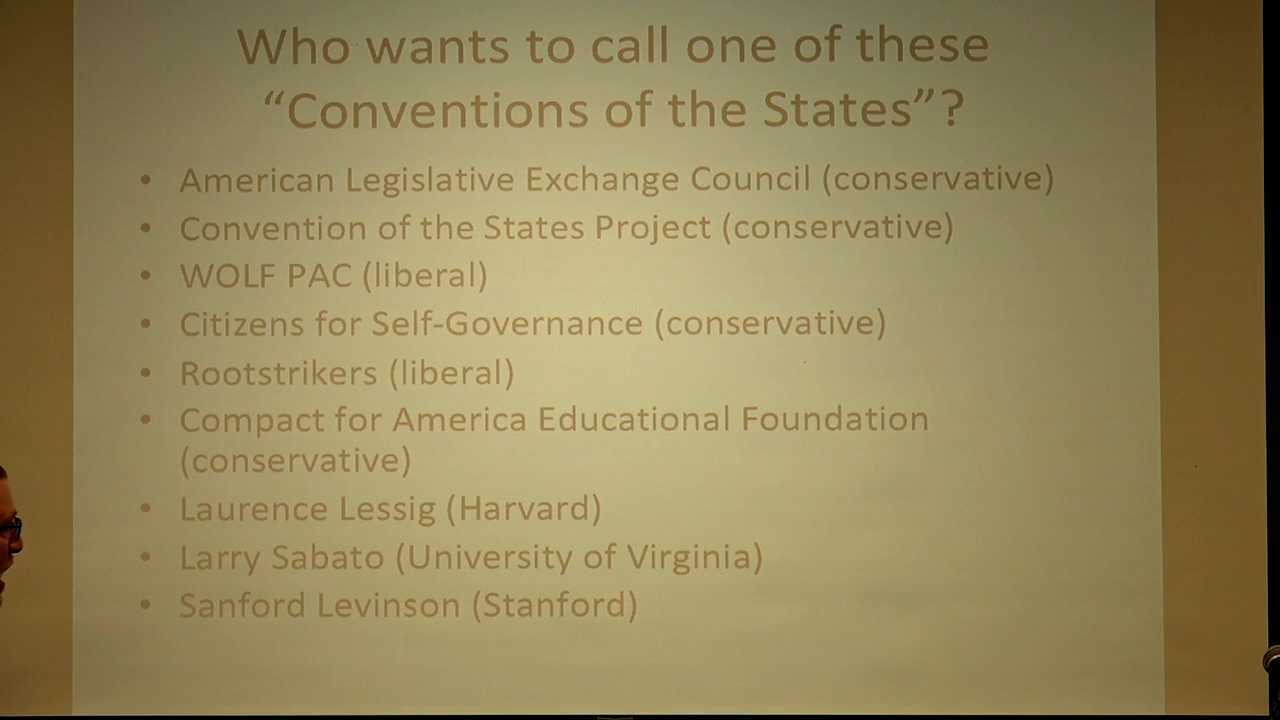 Who wants to call one of these
“Conventions of the States”?
• American Legislative Exchange Council (conservative)
• Convention of the States Project (conservative)
• WOLF PAC (liberal)
• Citizens for Self-Governance (conservative)
• Rootstrikers (liberal)
• Compact for America Educational Foundation
(conservative)
• Laurence Lessig (Harvard)
• Larry Sabato (University of Virginia)
• Sanford Levinson (Stanford)